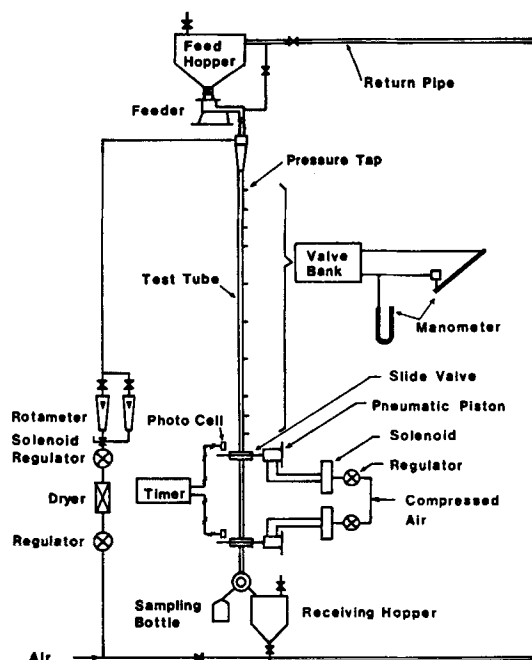 Feed
Hopper
Return Pipe
Feeder
Pressure Tap
Valve
Bank
Test Tube
Manometer
Slide Valve
Pneumatic Piston
Rotameter
Photo Cell
Solenoid
Solenoid
Regulator
Regulator
Timer
Dryer
Compressed
Air
Regulator
Sampling
Bottle
Receiving Hopper
Air